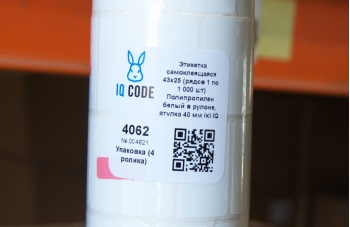 IQ CODE
4062
№ 004621
Упаковка (4
ролика)
Этикетка
самоклеящаяся
43x25 (рядов 1 по
1 000 шт)
Полипропилен
белый в рулоне,
втулка 40 мм (к) IQ